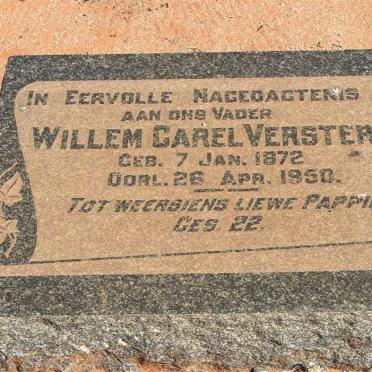 In Eervolle Nagedagtenis
aan ons Vader
Willem Carel Verster
Geb. 7 Jan. 1872
Oorl. 26 Apr. 1950.
Tot weersiens liewe Pappie
Ges. 22.